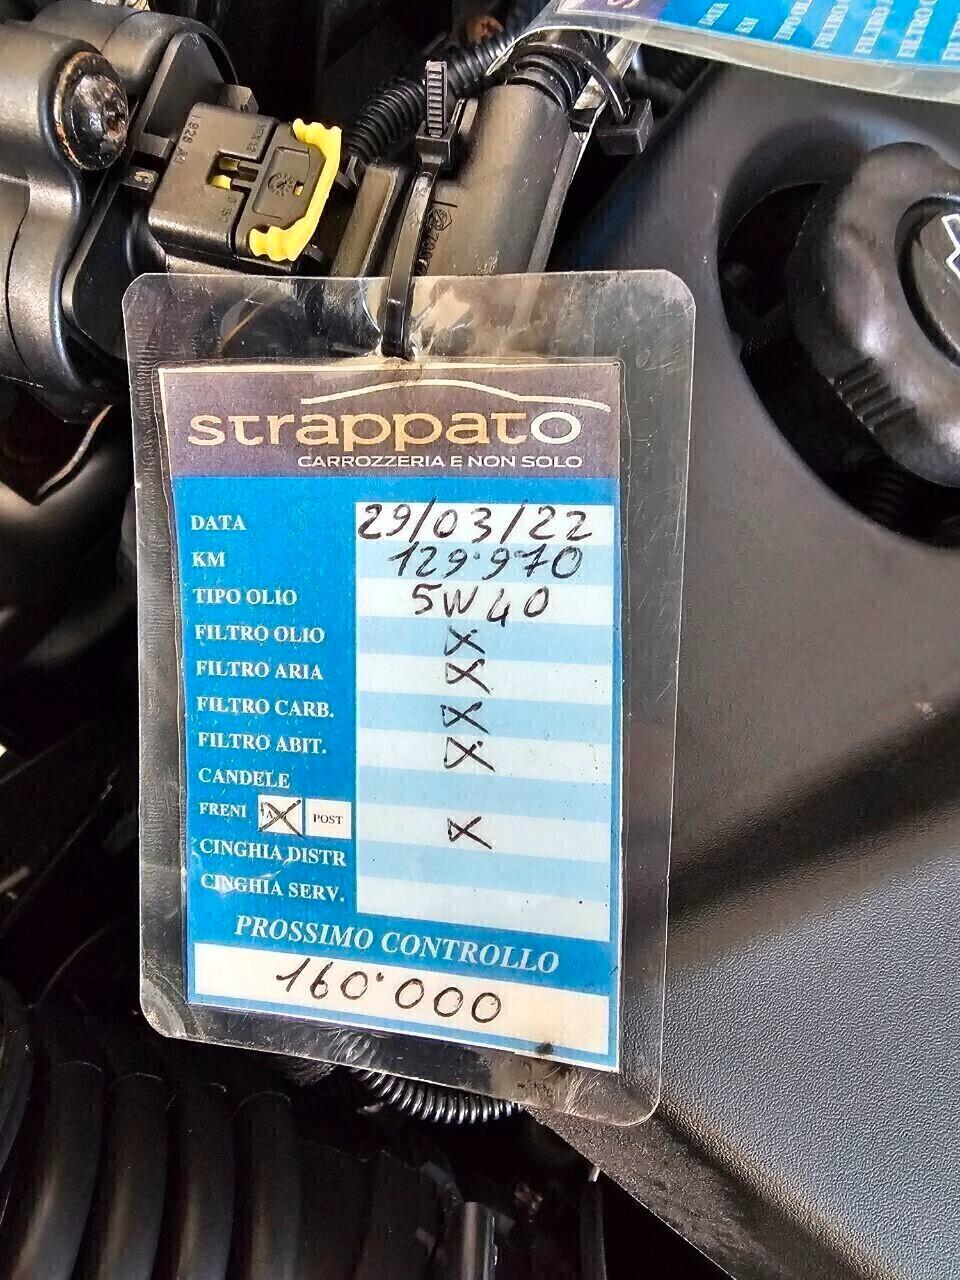 strappato
CARROZZERIA E NON SOLO
DATA 29/03/22
KM 129.970
TIPO OLIO 5W40
FILTRO OLIO X
FILTRO ARIA X
FILTRO CARB. X
FILTRO ABIT. X
CANDELE
FRENI ANT X POST X
CINGHIA DISTR
CINGHIA SERV.
PROSSIMO CONTROLLO
160.000